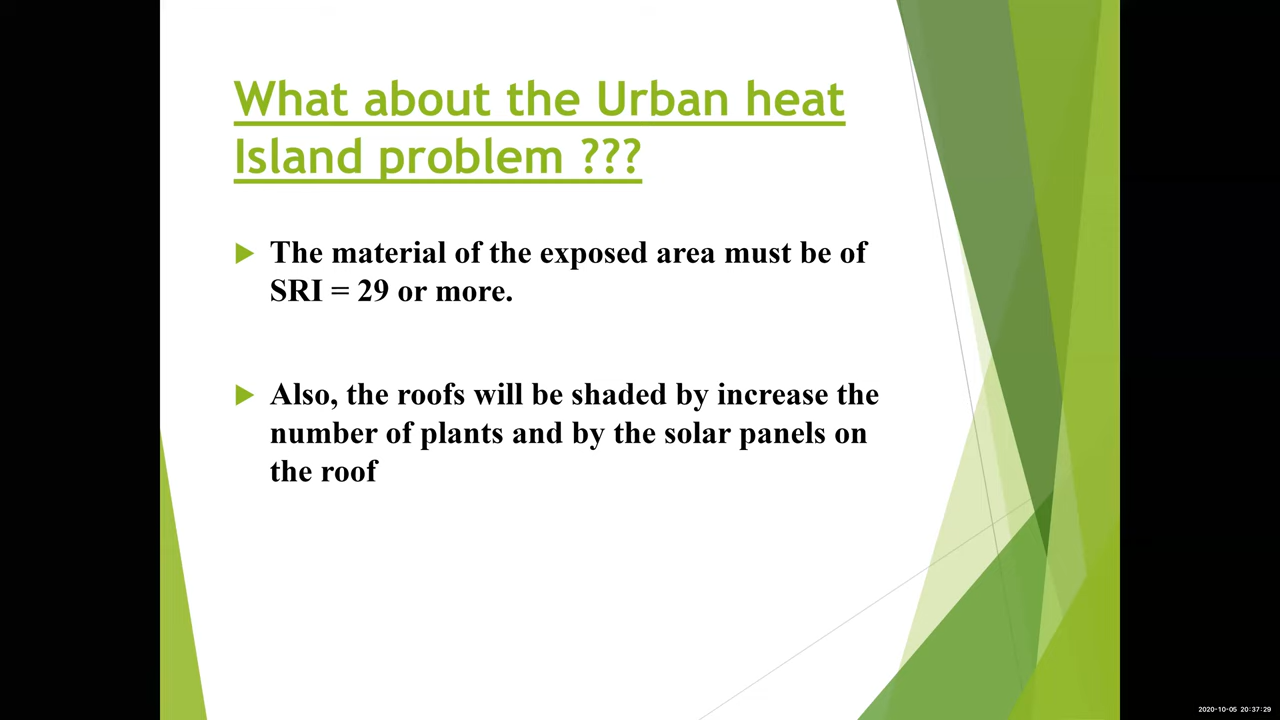 What about the Urban heat
Island problem ???
The material of the exposed area must be of
SRI = 29 or more.
Also, the roofs will be shaded by increase the
number of plants and by the solar panels on
the roof
2020-10-05 20:37:29